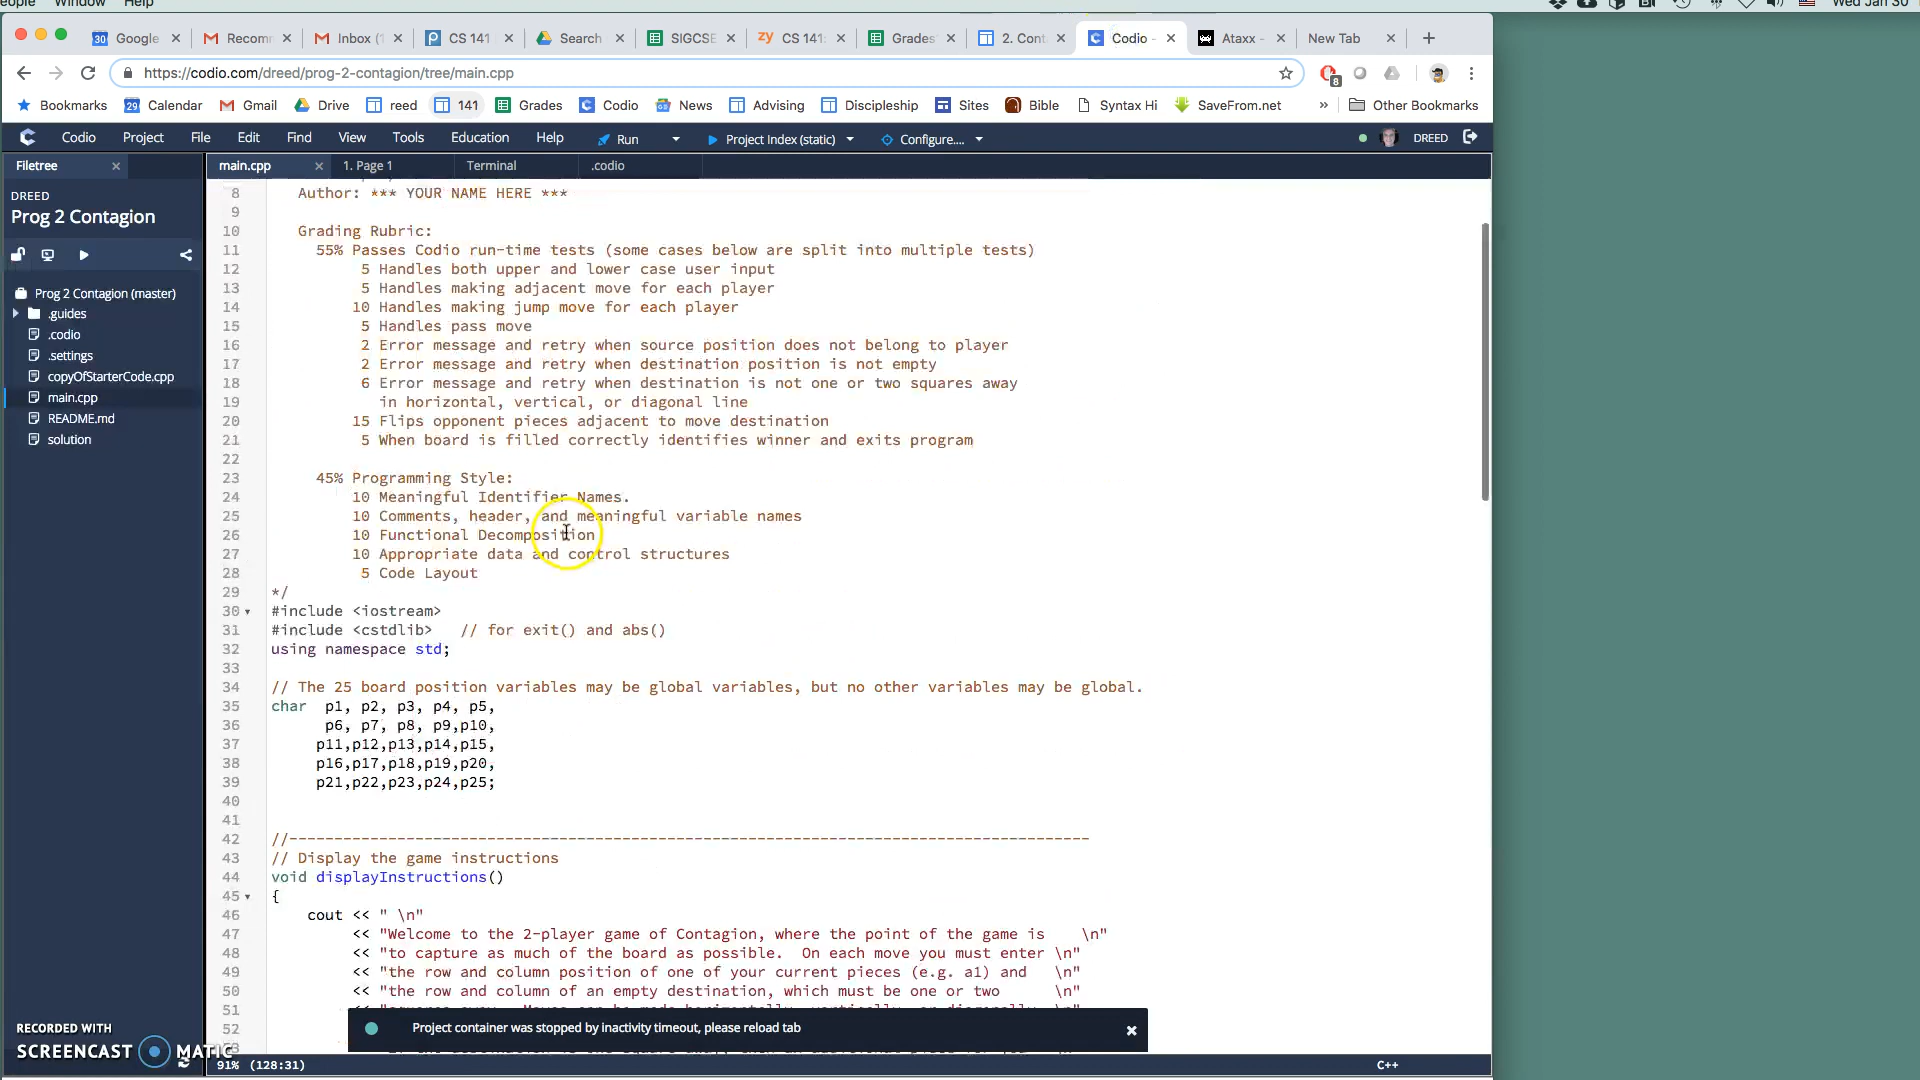 eople Window Help Wed Jan 30
Google Recom Inbox (1 CS 141 Search SIGCSE CS 141: Grades 2. Cont Codio - Ataxx - New Tab
https://codio.com/dreed/prog-2-contagion/tree/main.cpp
Bookmarks Calendar Gmail Drive reed 141 Grades Codio News Advising Discipleship Sites Bible Syntax Hi SaveFrom.net » Other Bookmarks
Codio Project File Edit Find View Tools Education Help Run Project Index (static) Configure.... DREED
Filetree main.cpp 1. Page 1 Terminal .codio
DREED
Prog 2 Contagion
Prog 2 Contagion (master)
.guides
.codio
.settings
copyOfStarterCode.cpp
main.cpp
README.md
solution
8 Author: *** YOUR NAME HERE ***
9
10 Grading Rubric:
11 55% Passes Codio run-time tests (some cases below are split into multiple tests)
12 5 Handles both upper and lower case user input
13 5 Handles making adjacent move for each player
14 10 Handles making jump move for each player
15 5 Handles pass move
16 2 Error message and retry when source position does not belong to player
17 2 Error message and retry when destination position is not empty
18 6 Error message and retry when destination is not one or two squares away
19 in horizontal, vertical, or diagonal line
20 15 Flips opponent pieces adjacent to move destination
21 5 When board is filled correctly identifies winner and exits program
22
23 45% Programming Style:
24 10 Meaningful Identifier Names.
25 10 Comments, header, and meaningful variable names
26 10 Functional Decomposition
27 10 Appropriate data and control structures
28 5 Code Layout
29 */
30 #include <iostream>
31 #include <cstdlib> // for exit() and abs()
32 using namespace std;
33
34 // The 25 board position variables may be global variables, but no other variables may be global.
35 char p1, p2, p3, p4, p5,
36 p6, p7, p8, p9,p10,
37 p11,p12,p13,p14,p15,
38 p16,p17,p18,p19,p20,
39 p21,p22,p23,p24,p25;
40
41
42 //-----------------------------------------------------------------------------------------
43 // Display the game instructions
44 void displayInstructions()
45 {
46 cout << " \n"
47 << "Welcome to the 2-player game of Contagion, where the point of the game is \n"
48 << "to capture as much of the board as possible. On each move you must enter \n"
49 << "the row and column position of one of your current pieces (e.g. a1) and \n"
50 << "the row and column of an empty destination, which must be one or two \n"
51
52
Project container was stopped by inactivity timeout, please reload tab
RECORDED WITH
SCREENCAST MATIC
91% (128:31) C++